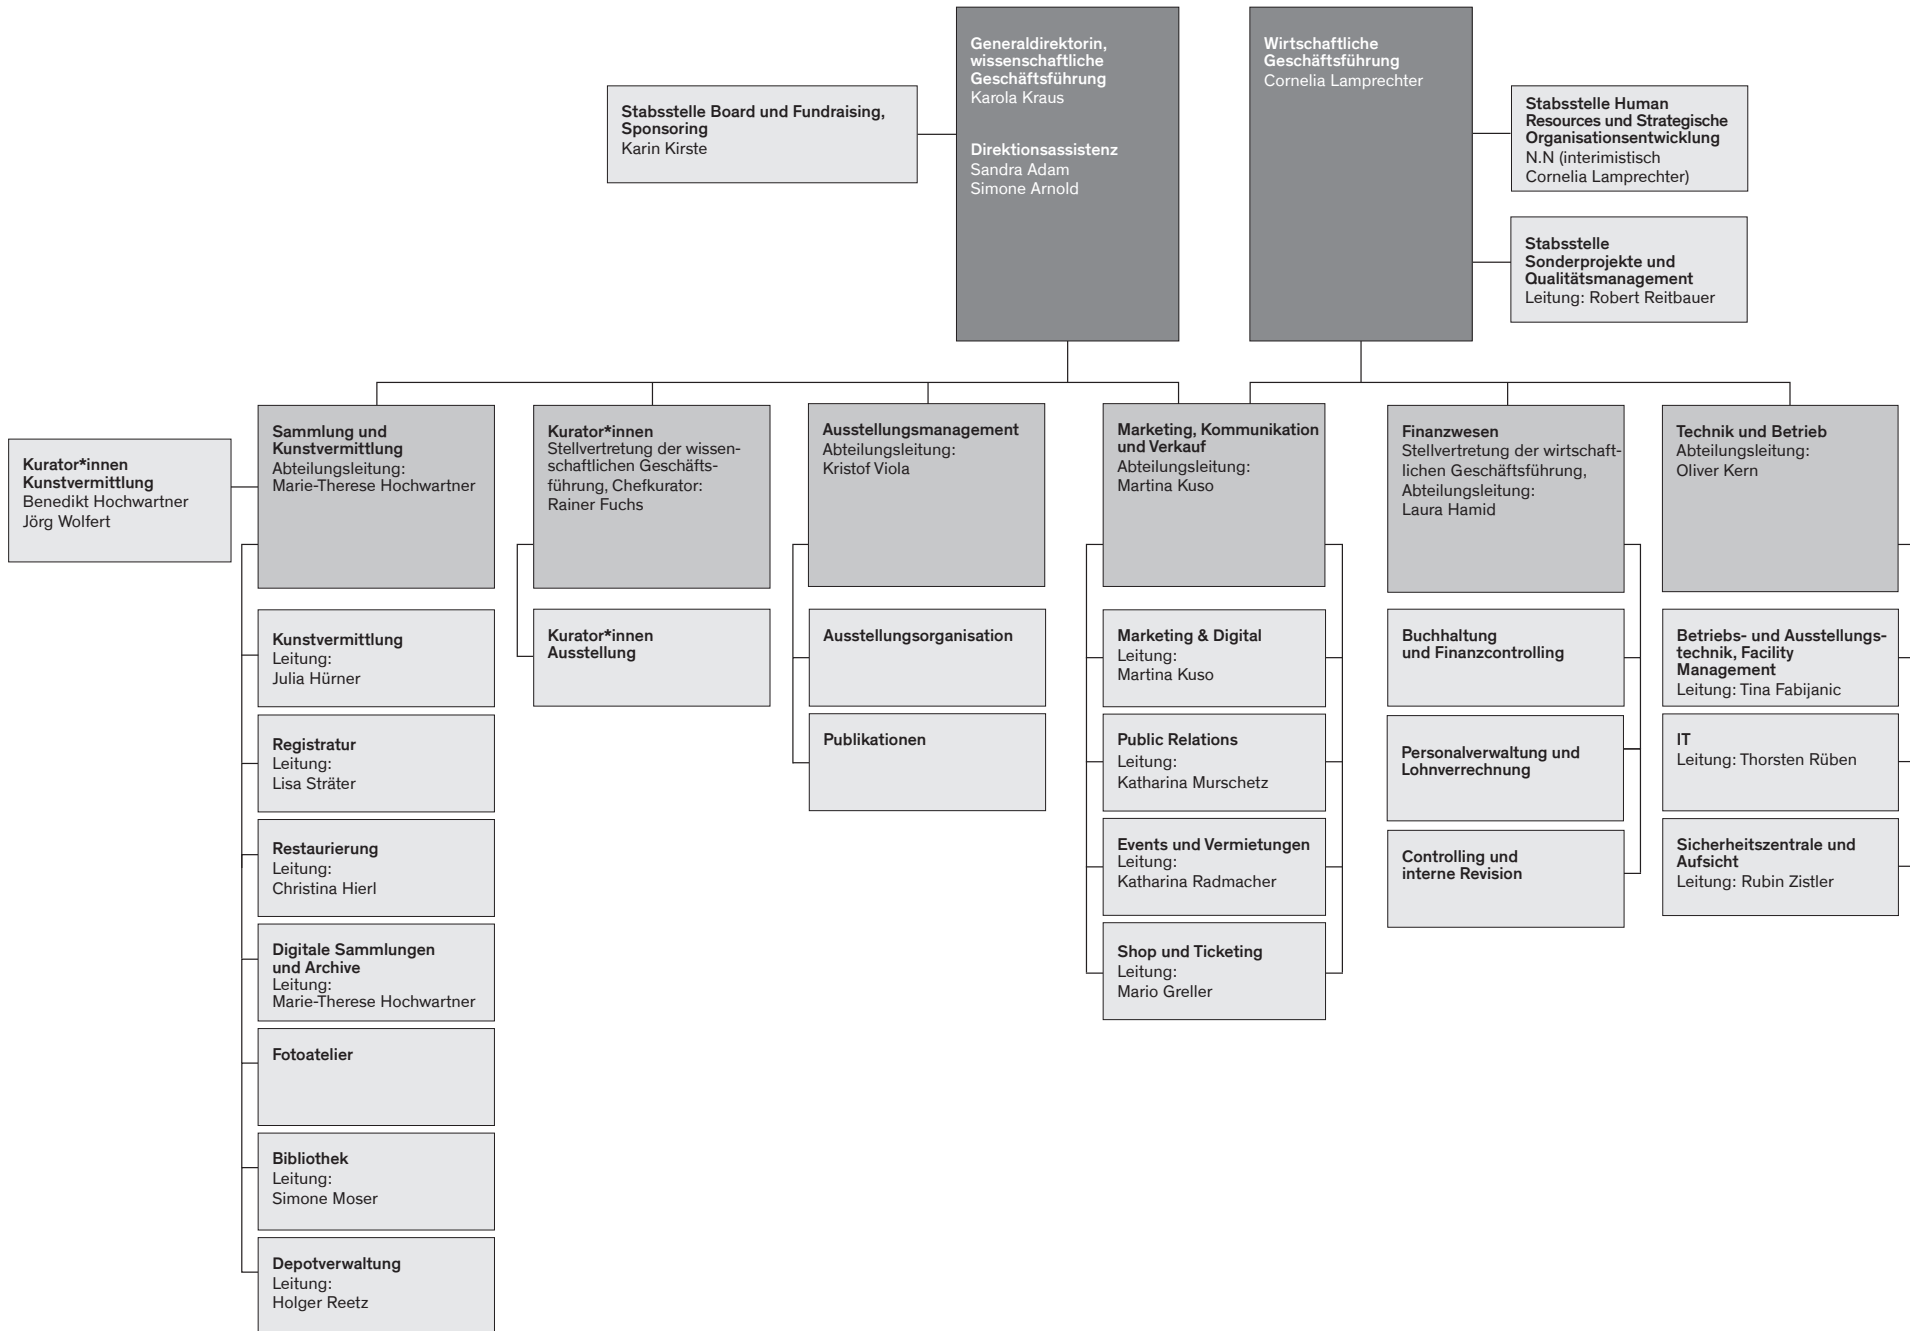 Generaldirektorin,
wissenschaftliche
Geschäftsführung
Karola Kraus
Direktionsassistenz
Sandra Adam
Simone Arnold
Wirtschaftliche
Geschäftsführung
Cornelia Lamprechter
Stabsstelle Board und Fundraising,
Sponsoring
Karin Kirste
Stabsstelle Human
Resources und Strategische
Organisationsentwicklung
N.N (interimistisch
Cornelia Lamprechter)
Stabsstelle
Sonderprojekte und
Qualitätsmanagement
Leitung: Robert Reitbauer
Kurator*innen
Kunstvermittlung
Benedikt Hochwartner
Jörg Wolfert
Sammlung und
Kunstvermittlung
Abteilungsleitung:
Marie-Therese Hochwartner
Kunstvermittlung
Leitung:
Julia Hürner
Registratur
Leitung:
Lisa Sträter
Restaurierung
Leitung:
Christina Hierl
Digitale Sammlungen
und Archive
Leitung:
Marie-Therese Hochwartner
Fotoatelier
Bibliothek
Leitung:
Simone Moser
Depotverwaltung
Leitung:
Holger Reetz
Kurator*innen
Stellvertretung der wissen-
schaftlichen Geschäfts-
führung, Chefkurator:
Rainer Fuchs
Kurator*innen
Ausstellung
Ausstellungsmanagement
Abteilungsleitung:
Kristof Viola
Ausstellungsorganisation
Publikationen
Marketing, Kommunikation
und Verkauf
Abteilungsleitung:
Martina Kuso
Marketing & Digital
Leitung:
Martina Kuso
Public Relations
Leitung:
Katharina Murschetz
Events und Vermietungen
Leitung:
Katharina Radmacher
Shop und Ticketing
Leitung:
Mario Greller
Finanzwesen
Stellvertretung der wirtschaft-
lichen Geschäftsführung,
Abteilungsleitung:
Laura Hamid
Buchhaltung
und Finanzcontrolling
Personalverwaltung und
Lohnverrechnung
Controlling und
interne Revision
Technik und Betrieb
Abteilungsleitung:
Oliver Kern
Betriebs- und Ausstellungs-
technik, Facility
Management
Leitung: Tina Fabijanic
IT
Leitung: Thorsten Rüben
Sicherheitszentrale und
Aufsicht
Leitung: Rubin Zistler